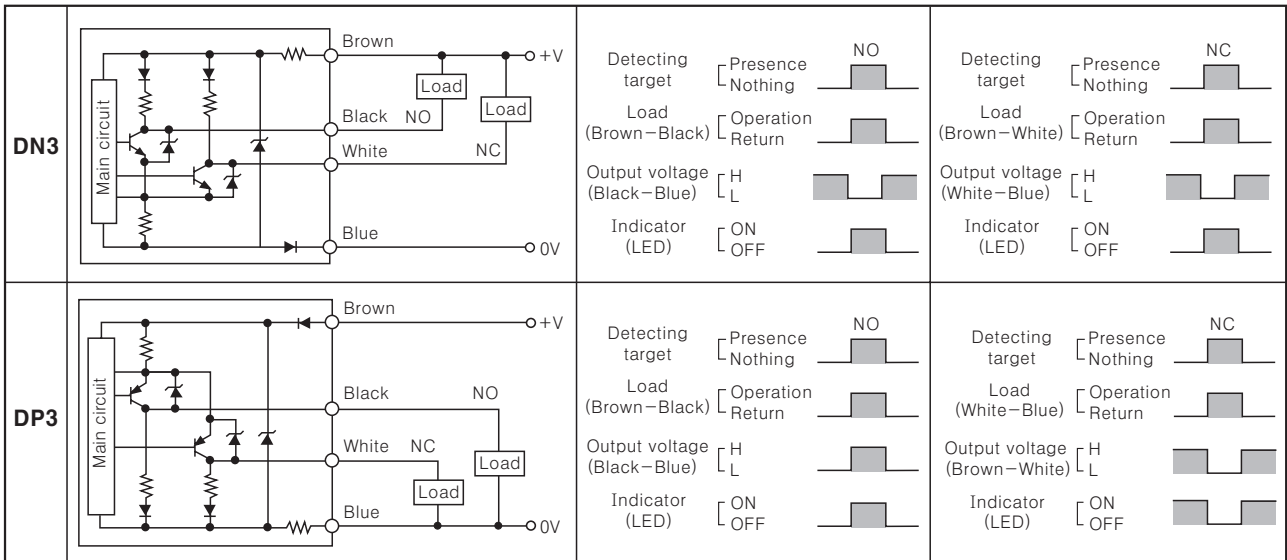 DN3
Main circuit
Brown
+V
Load
Load
Black NO
White
NC
Blue
0V
NO
Detecting target
Presence
Nothing
Load (Brown-Black)
Operation
Return
Output voltage (Black-Blue)
H
L
Indicator (LED)
ON
OFF
NC
Detecting target
Presence
Nothing
Load (Brown-White)
Operation
Return
Output voltage (White-Blue)
H
L
Indicator (LED)
ON
OFF
DP3
Main circuit
Brown
+V
Black NO
White NC
Load
Load
Blue
0V
NO
Detecting target
Presence
Nothing
Load (Brown-Black)
Operation
Return
Output voltage (Black-Blue)
H
L
Indicator (LED)
ON
OFF
NC
Detecting target
Presence
Nothing
Load (White-Blue)
Operation
Return
Output voltage (Brown-White)
H
L
Indicator (LED)
ON
OFF